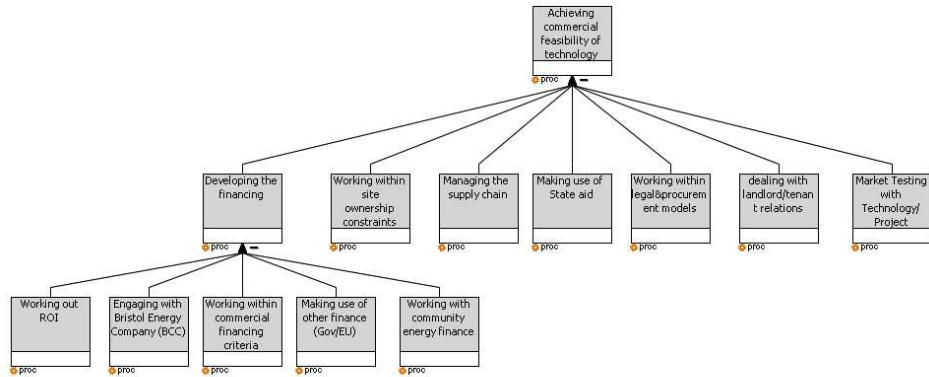 Achieving
commercial
feasibility of
technology
proc
Developing the
financing
proc
Working within
site
ownership
constraints
proc
Managing the
supply chain
proc
Making use of
State aid
proc
Working within
legal&procurem
ent models
proc
dealing with
landlord/tenan
t relations
proc
Market Testing
with
Technology/
Project
proc
Working out
ROI
proc
Engaging with
Bristol Energy
Company (BCC)
proc
Working within
commercial
financing
criteria
proc
Making use of
other finance
(Gov/EU)
proc
Working with
community
energy finance
proc